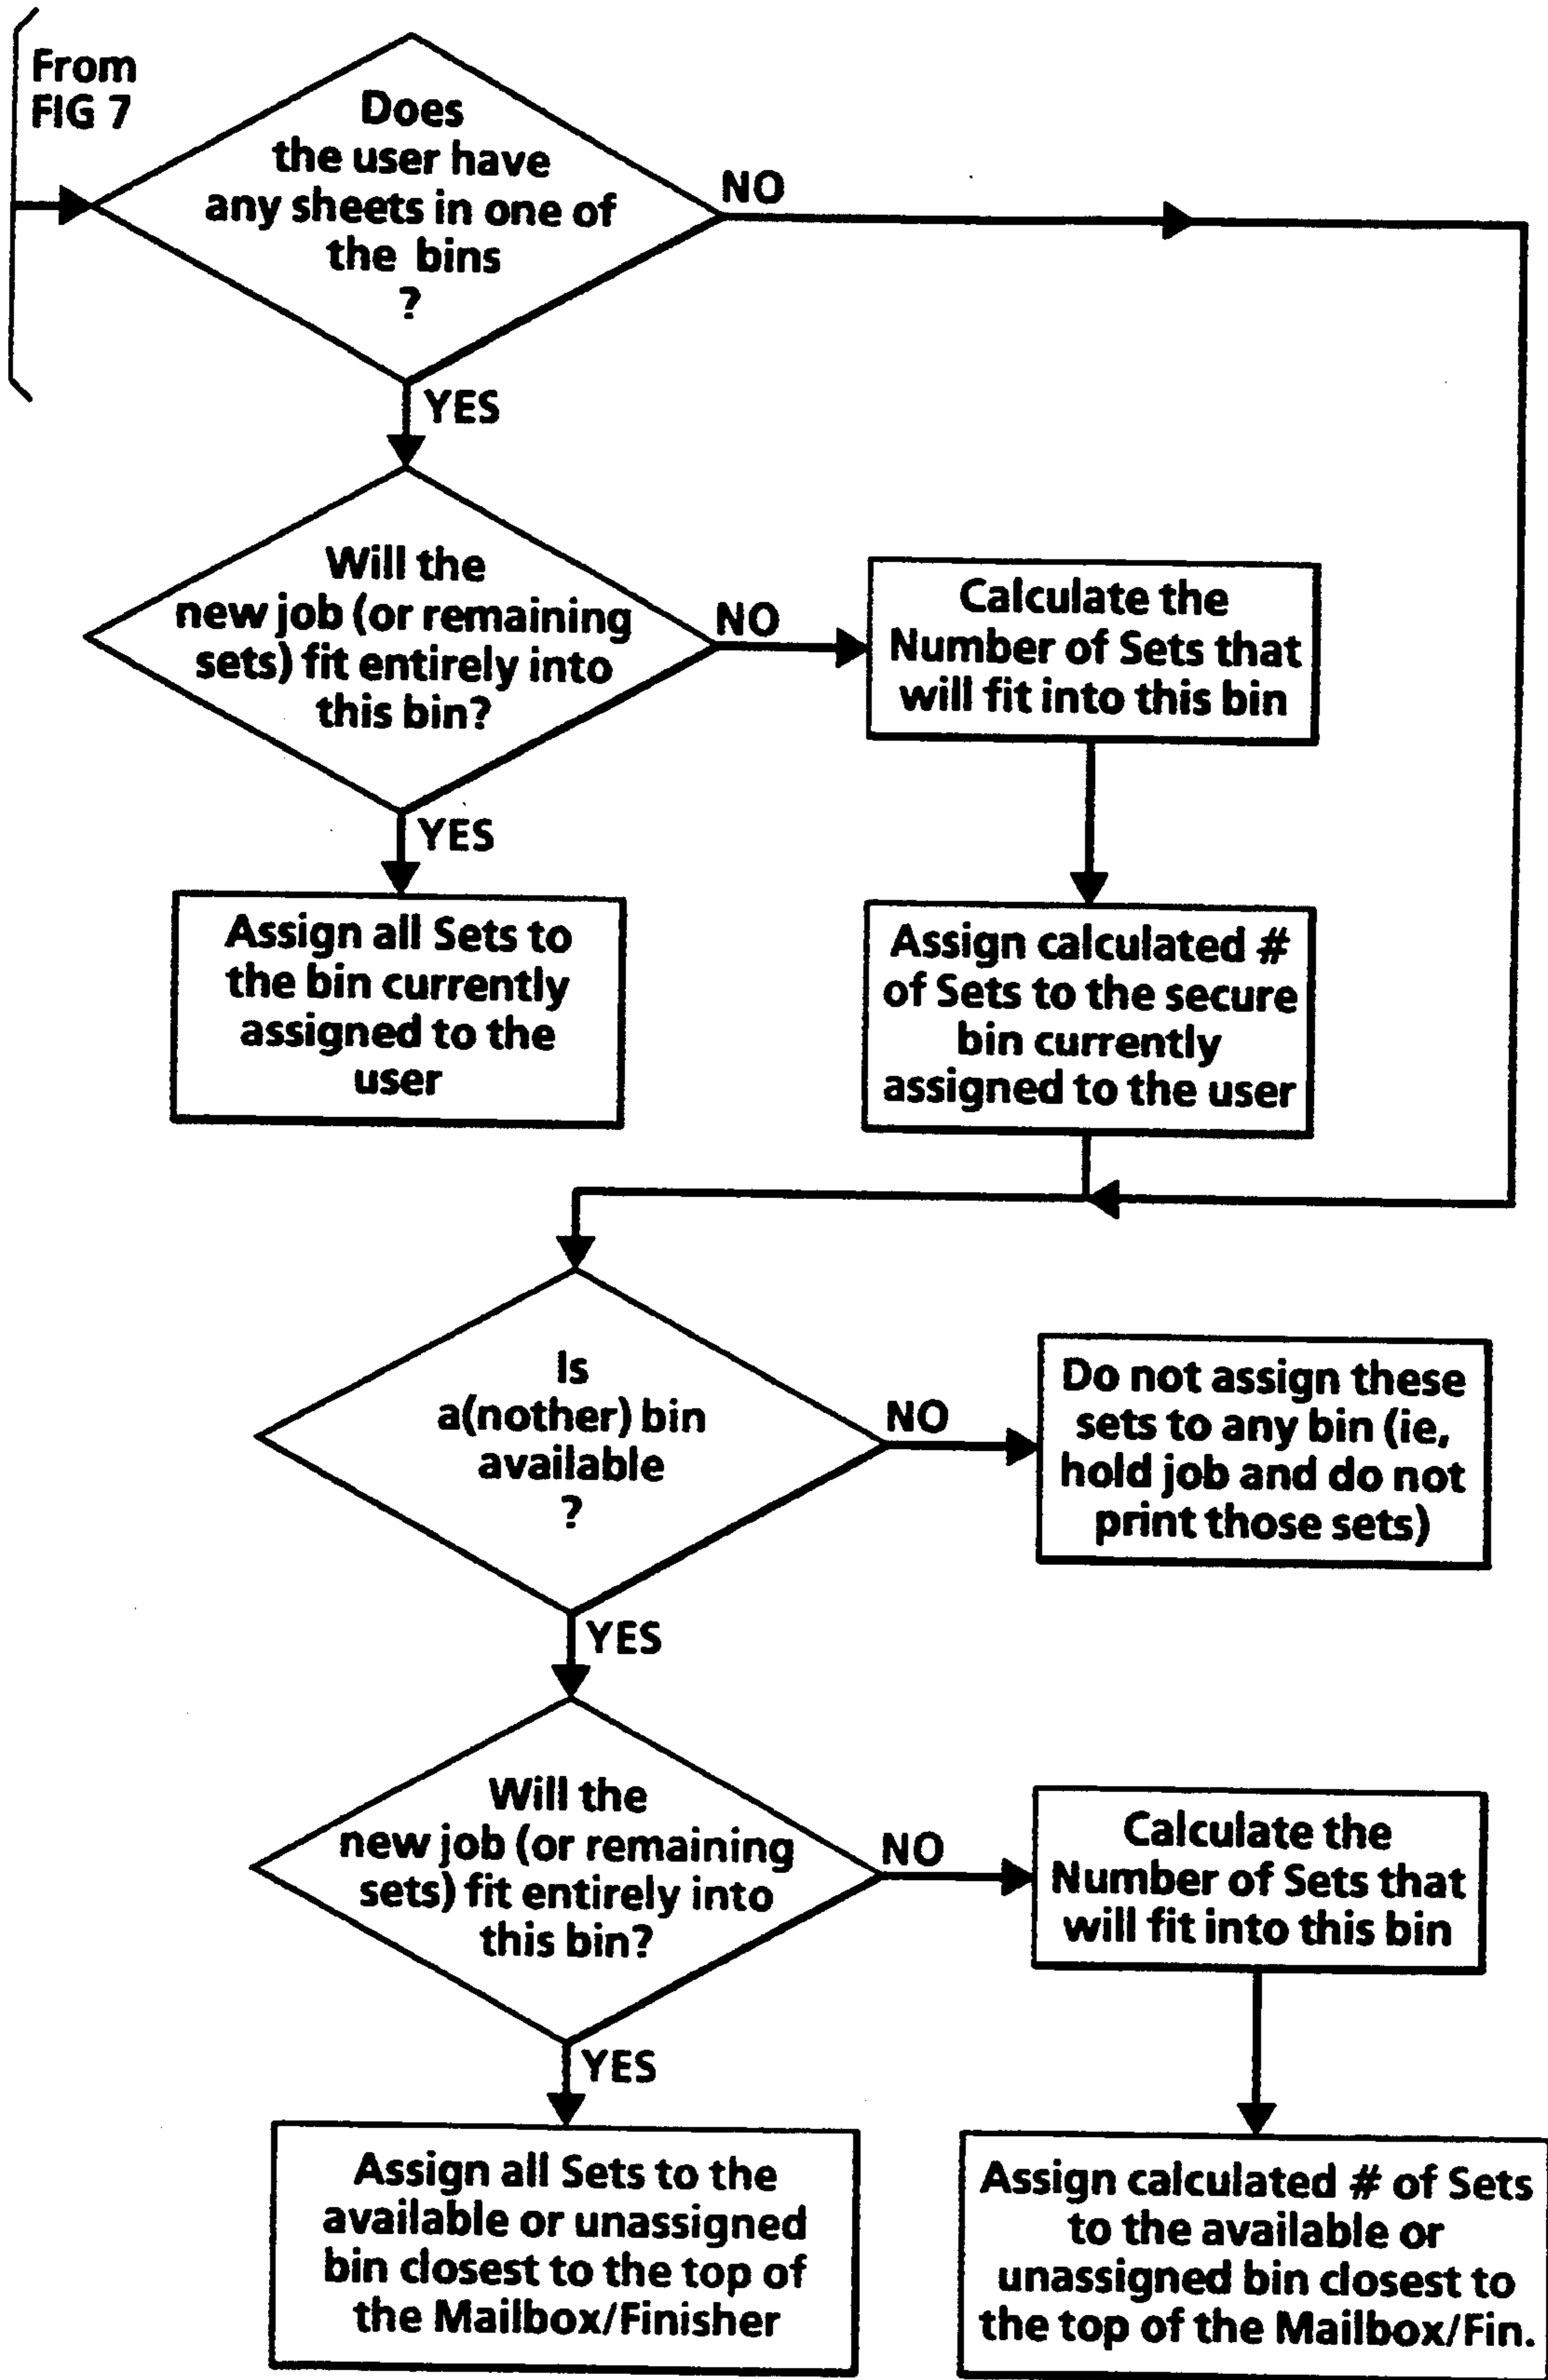 From
FIG 7
Does
the user have
any sheets in one of
the bins
?
NO
YES
Will the
new job (or remaining
sets) fit entirely into
this bin?
NO
Calculate the
Number of Sets that
will fit into this bin
YES
Assign all Sets to
the bin currently
assigned to the
user
Assign calculated #
of Sets to the secure
bin currently
assigned to the user
Is
a(nother) bin
available
?
NO
Do not assign these
sets to any bin (ie,
hold job and do not
print those sets)
YES
Will the
new job (or remaining
sets) fit entirely into
this bin?
NO
Calculate the
Number of Sets that
will fit into this bin
YES
Assign all Sets to the
available or unassigned
bin closest to the top of
the Mailbox/Finisher
Assign calculated # of Sets
to the available or
unassigned bin closest to
the top of the Mailbox/Fin.